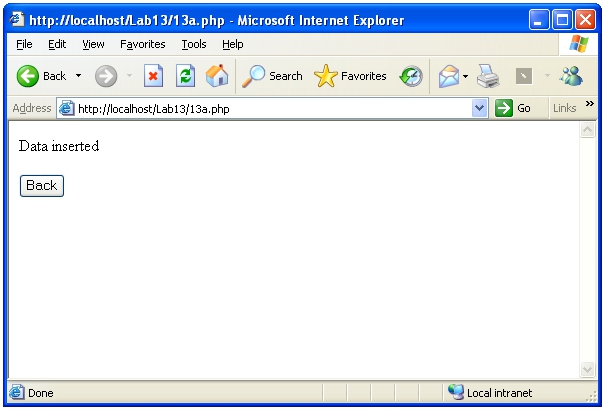 http://localhost/Lab13/13a.php - Microsoft Internet Explorer
File Edit View Favorites Tools Help
Back Search Favorites
Address http://localhost/Lab13/13a.php Go Links »
Data inserted
Back
Done Local intranet